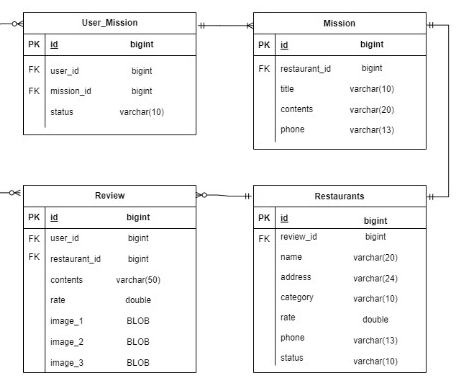 User_Mission
PK id bigint
FK user_id bigint
FK mission_id bigint
status varchar(10)
Mission
PK id bigint
FK restaurant_id bigint
title varchar(10)
contents varchar(20)
phone varchar(13)
Review
PK id bigint
FK user_id bigint
FK restaurant_id bigint
contents varchar(50)
rate double
image_1 BLOB
image_2 BLOB
image_3 BLOB
Restaurants
PK id bigint
FK review_id bigint
name varchar(20)
address varchar(24)
category varchar(10)
rate double
phone varchar(13)
status varchar(10)